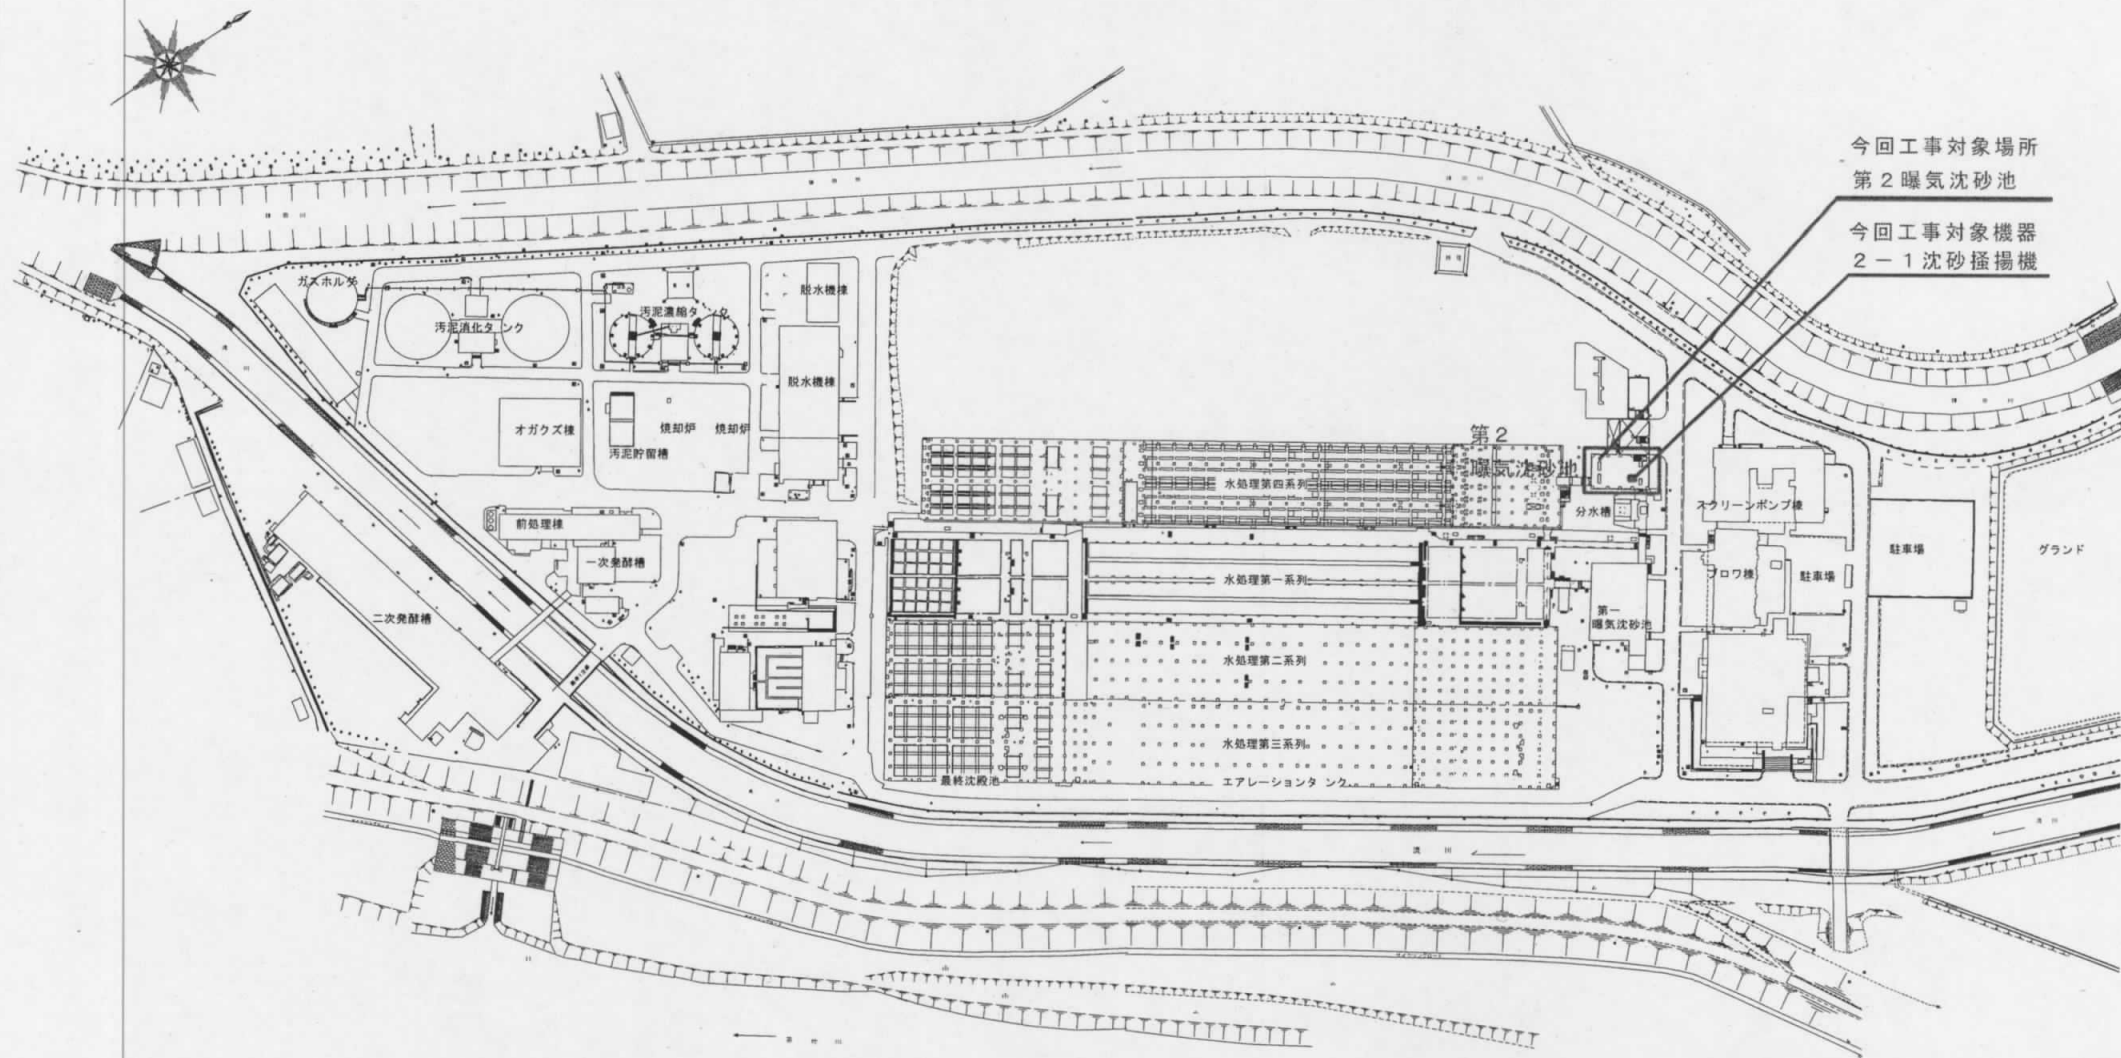 今回工事対象場所
第2曝気沈砂池
今回工事対象機器
2-1沈砂掻揚機
ガスホルダ
汚泥消化タンク
汚泥濃縮タンク
脱水機棟
脱水機棟
オガクズ棟
焼却炉
焼却炉
汚泥貯留槽
第2
曝気沈砂池
水処理第四系列
分水槽
スクリーンポンプ棟
前処理棟
一次発酵槽
水処理第一系列
ブロワ棟
駐車場
駐車場
グランド
二次発酵槽
第一
曝気沈砂池
水処理第二系列
水処理第三系列
最終沈殿池
エアレーションタンク